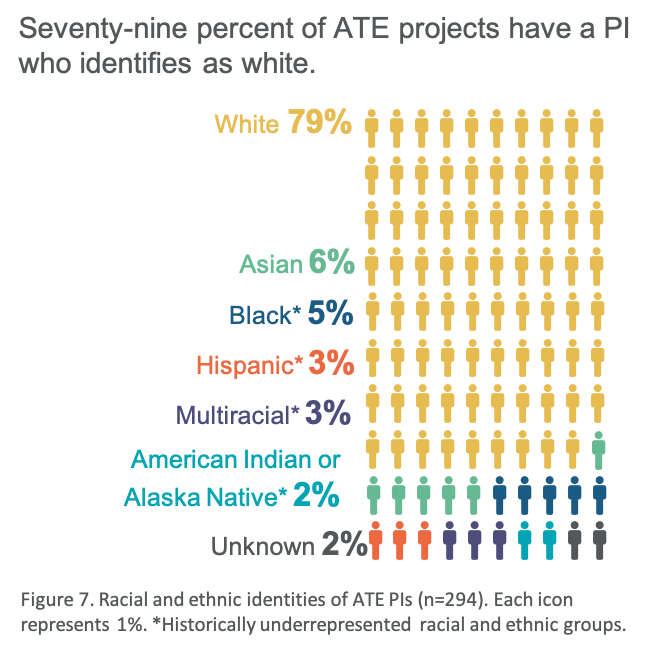 Seventy-nine percent of ATE projects have a PI
who identifies as white.
White 79%
Asian 6%
Black* 5%
Hispanic* 3%
Multiracial* 3%
American Indian or
Alaska Native* 2%
Unknown 2%
Figure 7. Racial and ethnic identities of ATE PIs (n=294). Each icon
represents 1%. *Historically underrepresented racial and ethnic groups.